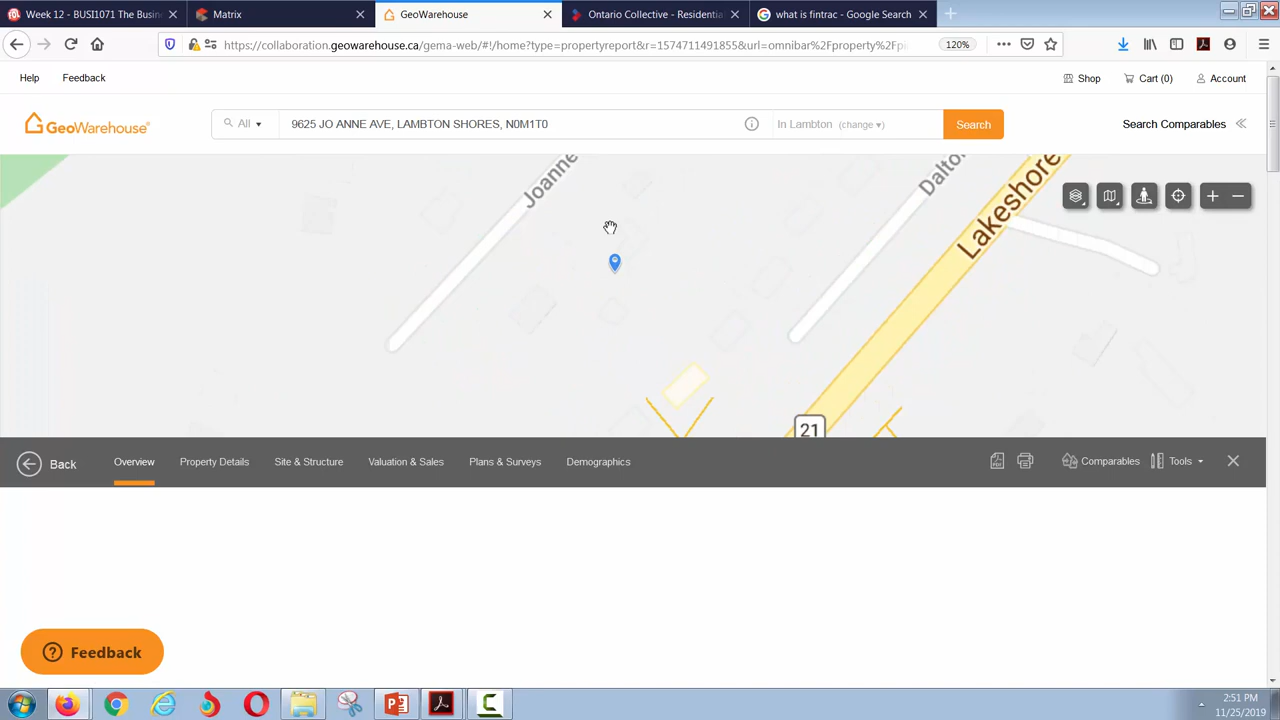 Week 12 - BUSI1071 The Busin
Matrix
GeoWarehouse
Ontario Collective - Residentia
what is fintrac - Google Search
https://collaboration.geowarehouse.ca/gema-web/#!/home?type=propertyreport&r=1574711491855&url=omnibar%2Fproperty%2Fpi
120%
Help
Feedback
Shop
Cart (0)
Account
GeoWarehouse
All
9625 JO ANNE AVE, LAMBTON SHORES, N0M1T0
In Lambton (change ▾)
Search
Search Comparables
Joanne
Dalto
Lakeshore
21
Back
Overview
Property Details
Site & Structure
Valuation & Sales
Plans & Surveys
Demographics
PDF
Comparables
Tools
Feedback
2:51 PM
11/25/2019